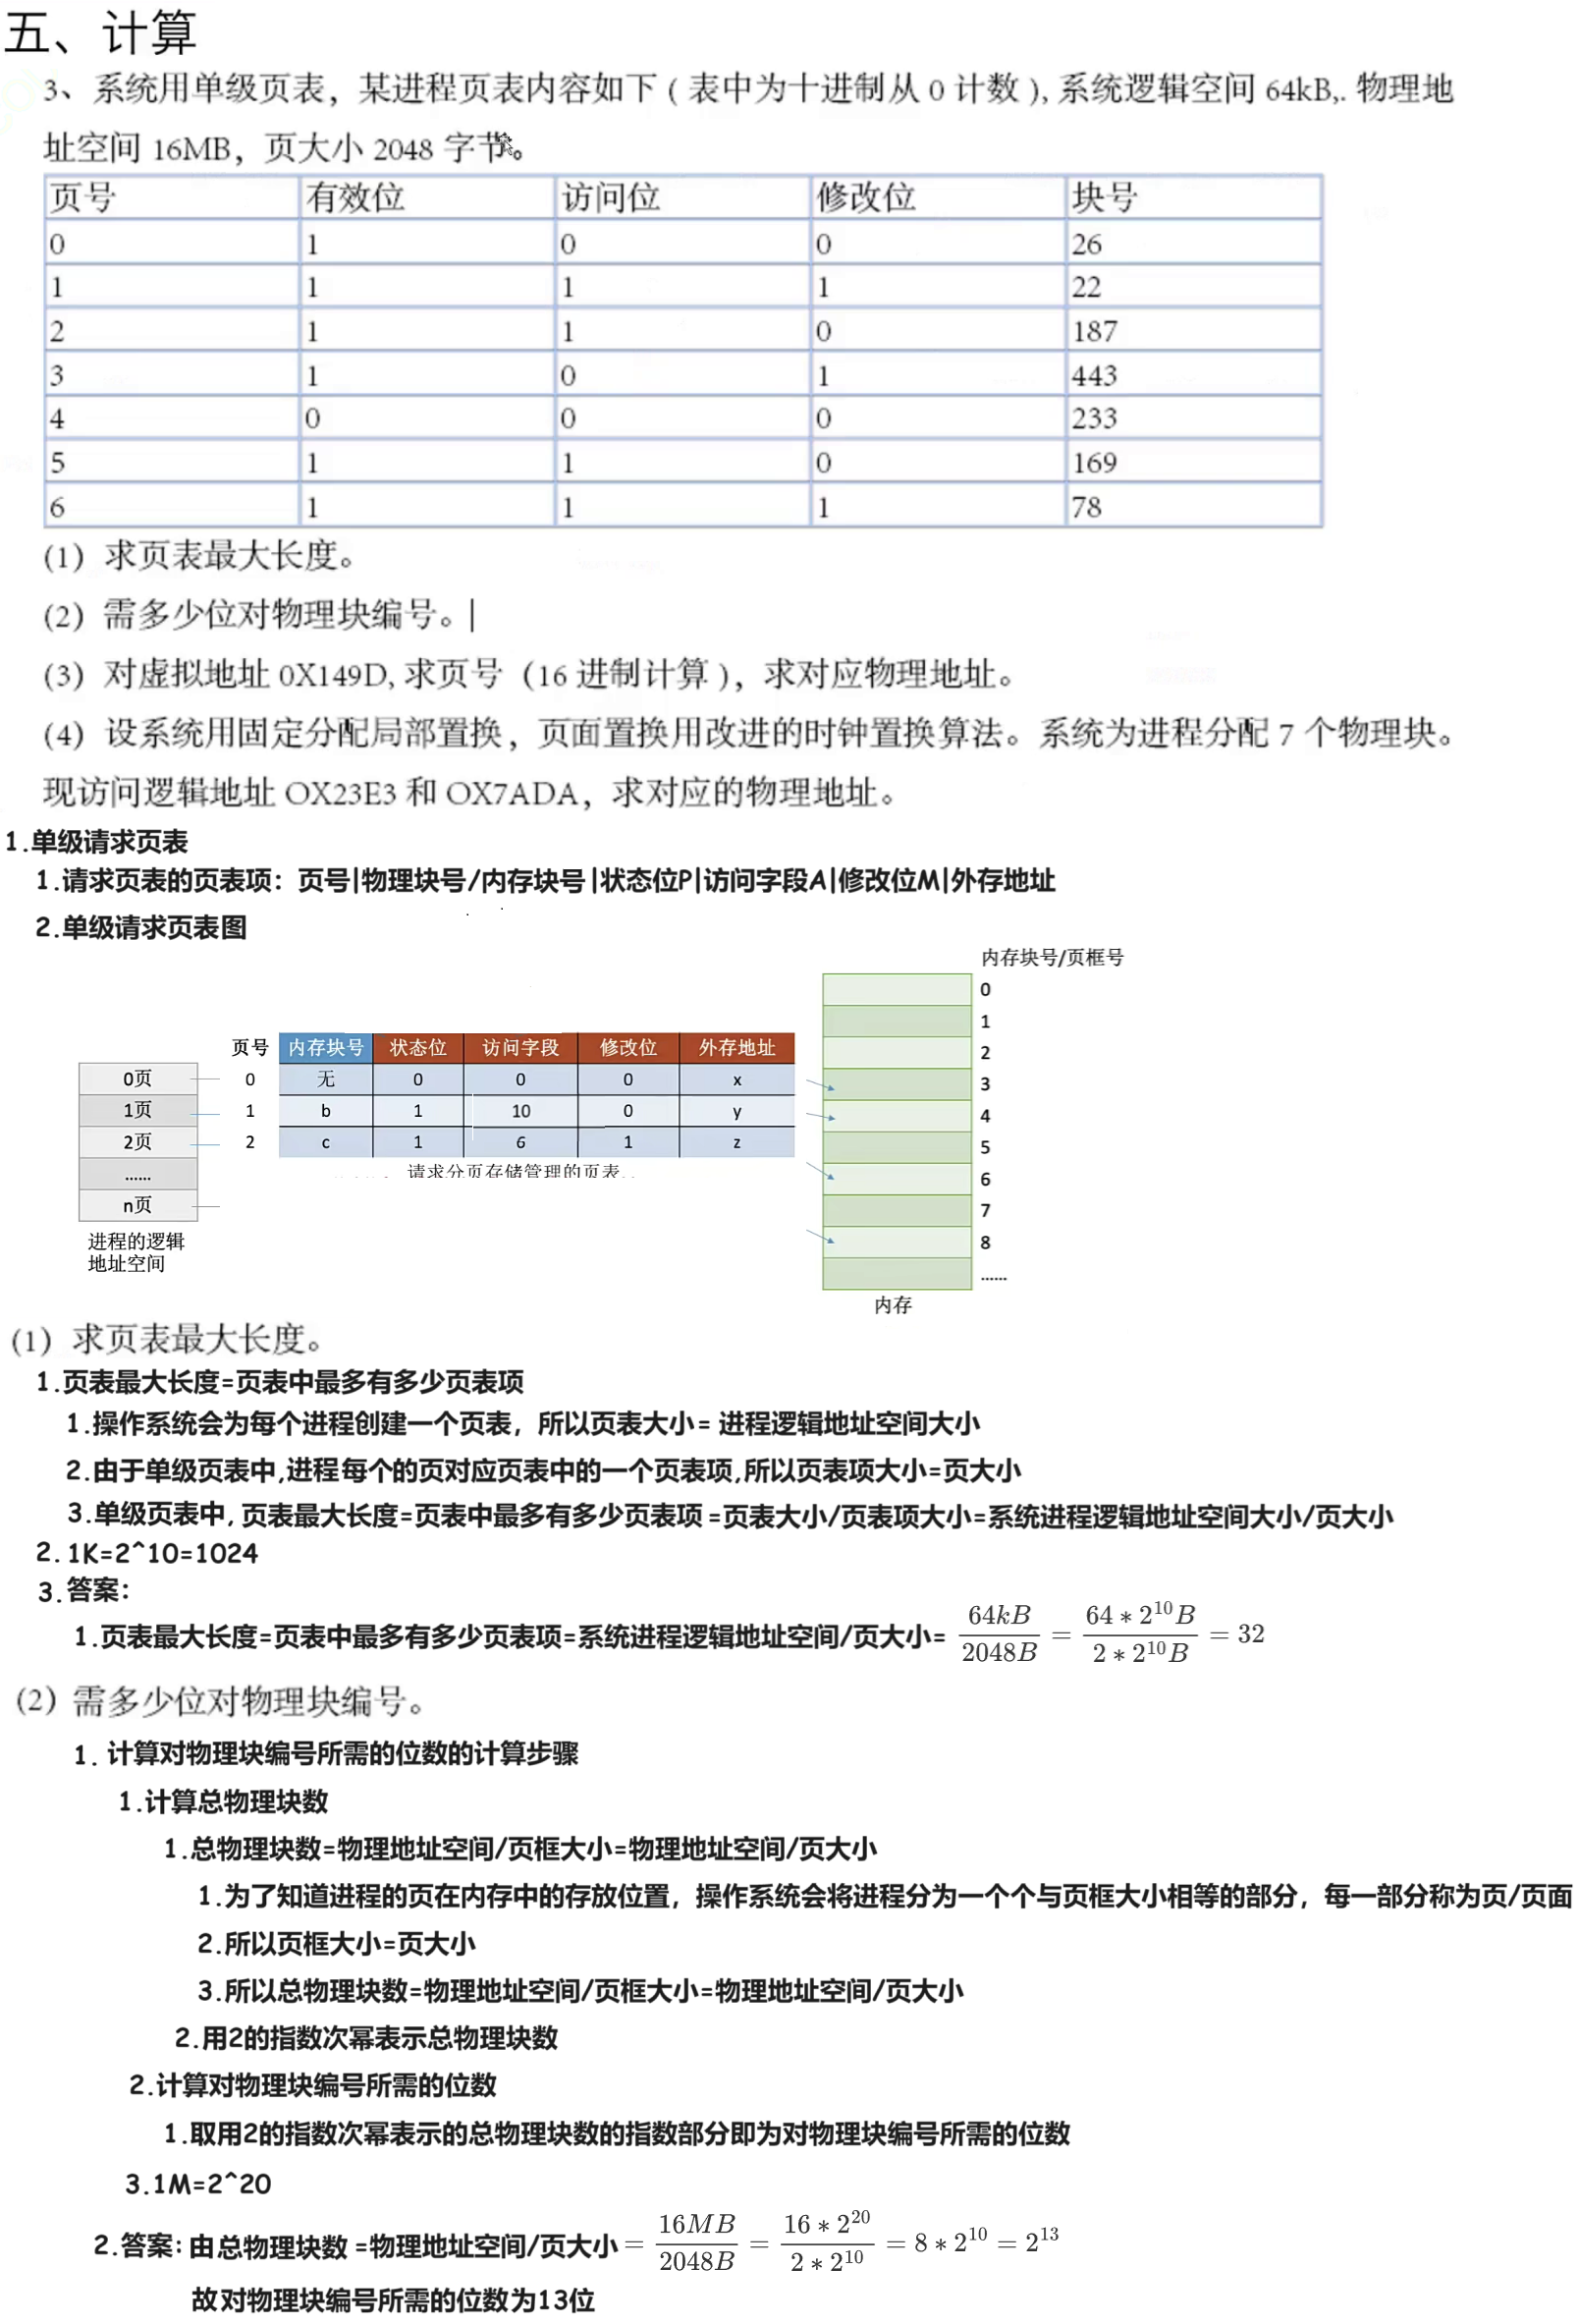 五、计算
3、系统用单级页表，某进程页表内容如下 ( 表中为十进制从 0 计数 ), 系统逻辑空间 64kB,. 物理地
址空间 16MB，页大小 2048 字节。
页号 有效位 访问位 修改位 块号
0 1 0 0 26
1 1 1 1 22
2 1 1 0 187
3 1 0 1 443
4 0 0 0 233
5 1 1 0 169
6 1 1 1 78
(1) 求页表最大长度。
(2) 需多少位对物理块编号。
(3) 对虚拟地址 0X149D, 求页号（16 进制计算 )，求对应物理地址。
(4) 设系统用固定分配局部置换，页面置换用改进的时钟置换算法。系统为进程分配 7 个物理块。
现访问逻辑地址 OX23E3 和 OX7ADA，求对应的物理地址。
1.单级请求页表
1.请求页表的页表项：页号|物理块号/内存块号|状态位P|访问字段A|修改位M|外存地址
2.单级请求页表图
内存块号/页框号
页号 内存块号 状态位 访问字段 修改位 外存地址
0 无 0 0 0 x
1 b 1 10 0 y
2 c 1 6 1 z
请求分页存储管理的页表
0页
1页
2页
......
n页
进程的逻辑
地址空间
0
1
2
3
4
5
6
7
8
......
内存
(1) 求页表最大长度。
1.页表最大长度=页表中最多有多少页表项
1.操作系统会为每个进程创建一个页表，所以页表大小= 进程逻辑地址空间大小
2.由于单级页表中,进程每个的页对应页表中的一个页表项,所以页表项大小=页大小
3.单级页表中, 页表最大长度=页表中最多有多少页表项 =页表大小/页表项大小=系统进程逻辑地址空间大小/页大小
2. 1K=2^10=1024
3.答案：
1.页表最大长度=页表中最多有多少页表项=系统进程逻辑地址空间/页大小= 64kB/2048B = 64*2^10B/2*2^10B = 32
(2) 需多少位对物理块编号。
1. 计算对物理块编号所需的位数的计算步骤
1.计算总物理块数
1.总物理块数=物理地址空间/页框大小=物理地址空间/页大小
1.为了知道进程的页在内存中的存放位置，操作系统会将进程分为一个个与页框大小相等的部分，每一部分称为页/页面
2.所以页框大小=页大小
3.所以总物理块数=物理地址空间/页框大小=物理地址空间/页大小
2.用2的指数次幂表示总物理块数
2.计算对物理块编号所需的位数
1.取用2的指数次幂表示的总物理块数的指数部分即为对物理块编号所需的位数
3.1M=2^20
2.答案：由总物理块数 =物理地址空间/页大小 = 16MB/2048B = 16*2^20/2*2^10 = 8*2^10 = 2^13
故对物理块编号所需的位数为13位